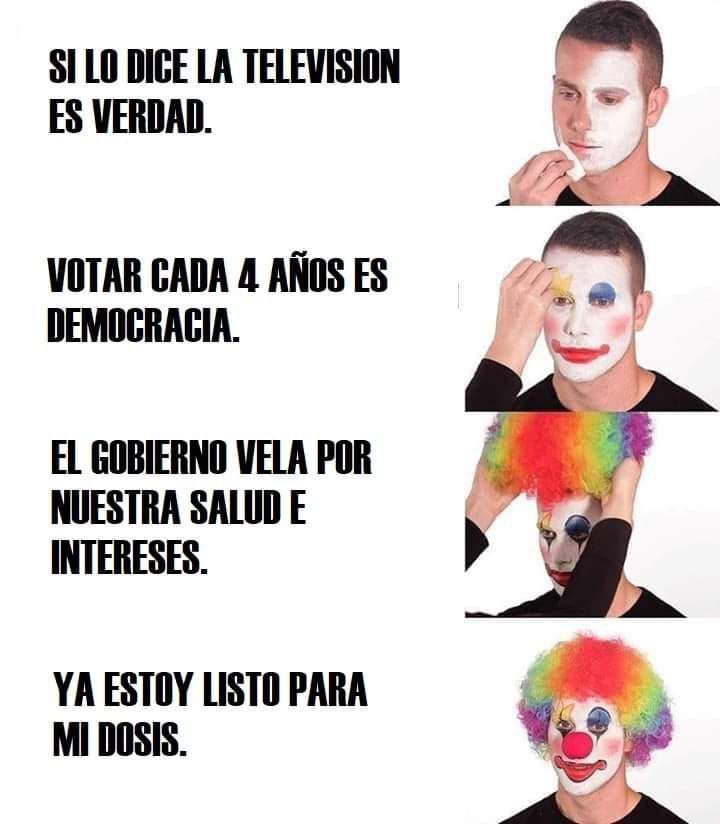 SI LO DICE LA TELEVISION
ES VERDAD.
VOTAR CADA 4 AÑOS ES
DEMOCRACIA.
EL GOBIERNO VELA POR
NUESTRA SALUD E
INTERESES.
YA ESTOY LISTO PARA
MI DOSIS.